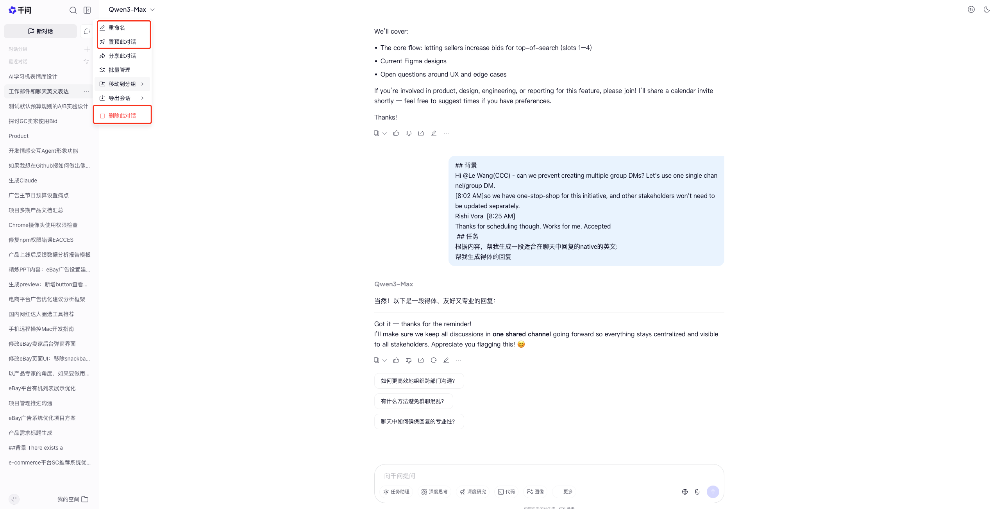 千问
新对话
对话分组
最近对话
AI学习机表情库设计
工作邮件和聊天英文表达
测试默认预算规则的A/B实验设计
探讨GC卖家使用Bid
Product
开发情感交互Agent形象功能
如果我想在Github搜如何做出像...
生成Claude
广告主节日预算设置痛点
项目多期产品文档汇总
Chrome摄像头使用权限检查
修复npm权限错误EACCES
产品上线后反馈数据分析报告模板
精炼PPT内容：eBay广告设置建...
生成preview：新增button查看...
电商平台广告优化建议分析框架
国内网红达人圈选工具推荐
手机远程操控Mac开发指南
修改eBay卖家后台弹窗界面
修改eBay页面UI：移除snackba...
以产品专家的角度，如果要做用...
eBay平台有机列表展示优化
项目管理推进沟通
eBay广告系统优化项目方案
产品需求标题生成
##背景 There exists a
e-commerce平台SC推荐系统优...
我的空间
重命名
置顶此对话
分享此对话
批量管理
移动到分组
导出会话
删除此对话
Qwen3-Max
We’ll cover:
• The core flow: letting sellers increase bids for top-of-search (slots 1–4)
• Current Figma designs
• Open questions around UX and edge cases
If you’re involved in product, design, engineering, or reporting for this feature, please join! I’ll share a calendar invite
shortly — feel free to suggest times if you have preferences.
Thanks!
## 背景
Hi @Le Wang(CCC) - can we prevent creating multiple group DMs? Let's use one single chan
nel/group DM.
[8:02 AM]so we have one-stop-shop for this initiative, and other stakeholders won't need to
be updated separately.
Rishi Vora  [8:25 AM]
Thanks for scheduling though. Works for me. Accepted
## 任务
根据内容，帮我生成一段适合在聊天中回复的native的英文:
帮我生成得体的回复
Qwen3-Max
当然！以下是一段得体、友好又专业的回复：
Got it — thanks for the reminder!
I’ll make sure we keep all discussions in one shared channel going forward so everything stays centralized and visible
to all stakeholders. Appreciate you flagging this! 😊
如何更高效地组织跨部门沟通?
有什么方法避免群聊混乱?
聊天中如何确保回复的专业性?
向千问提问
任务助理
深度思考
深度研究
代码
图像
更多